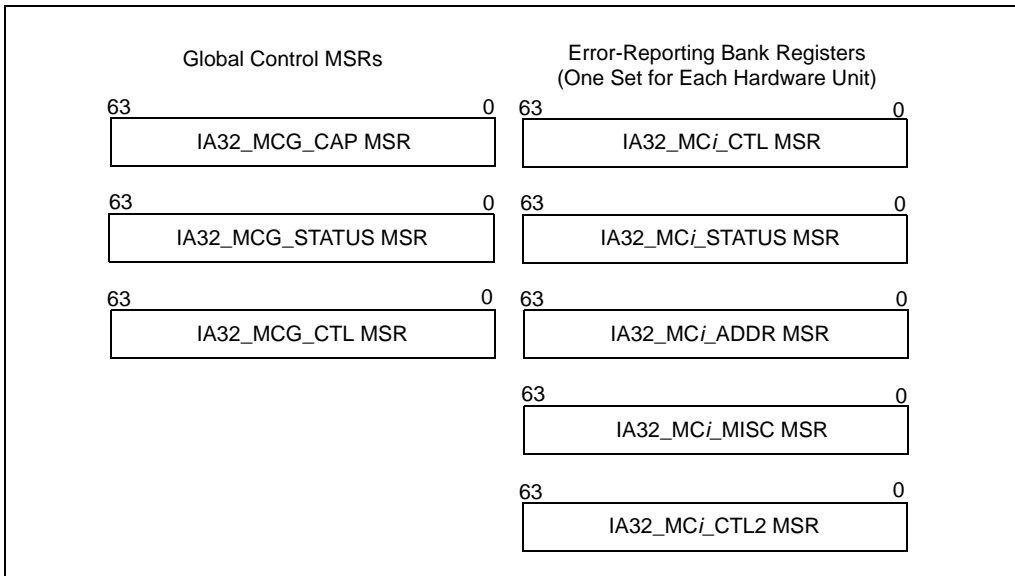 Global Control MSRs
63 0
IA32_MCG_CAP MSR
63 0
IA32_MCG_STATUS MSR
63 0
IA32_MCG_CTL MSR
Error-Reporting Bank Registers
(One Set for Each Hardware Unit)
63 0
IA32_MCi_CTL MSR
63 0
IA32_MCi_STATUS MSR
63 0
IA32_MCi_ADDR MSR
63 0
IA32_MCi_MISC MSR
63 0
IA32_MCi_CTL2 MSR